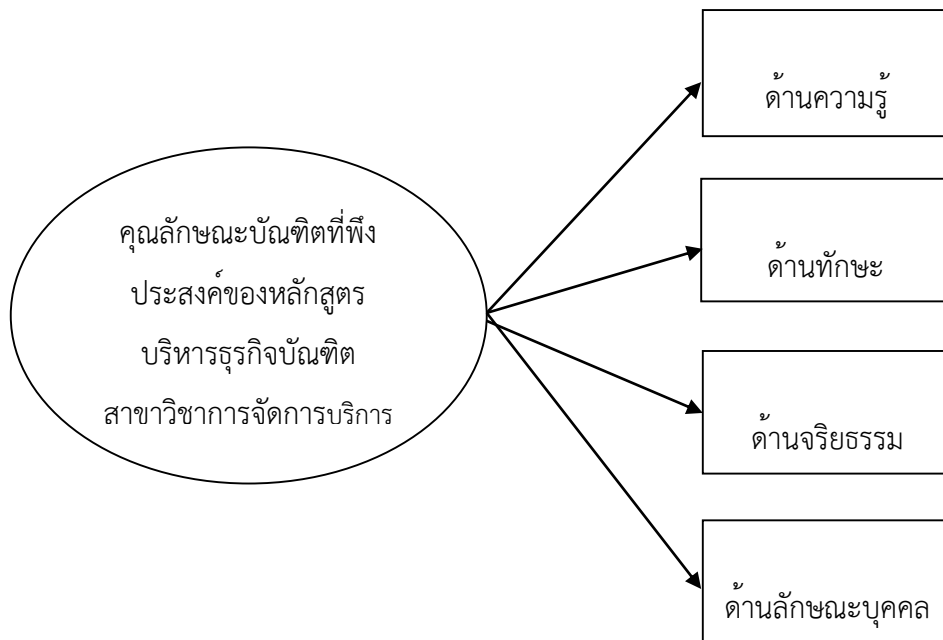 คุณลักษณะบัณฑิตที่พึง
ประสงค์ของหลักสูตร
บริหารธุรกิจบัณฑิต
สาขาวิชาการจัดการบริการ
ด้านความรู้
ด้านทักษะ
ด้านจริยธรรม
ด้านลักษณะบุคคล